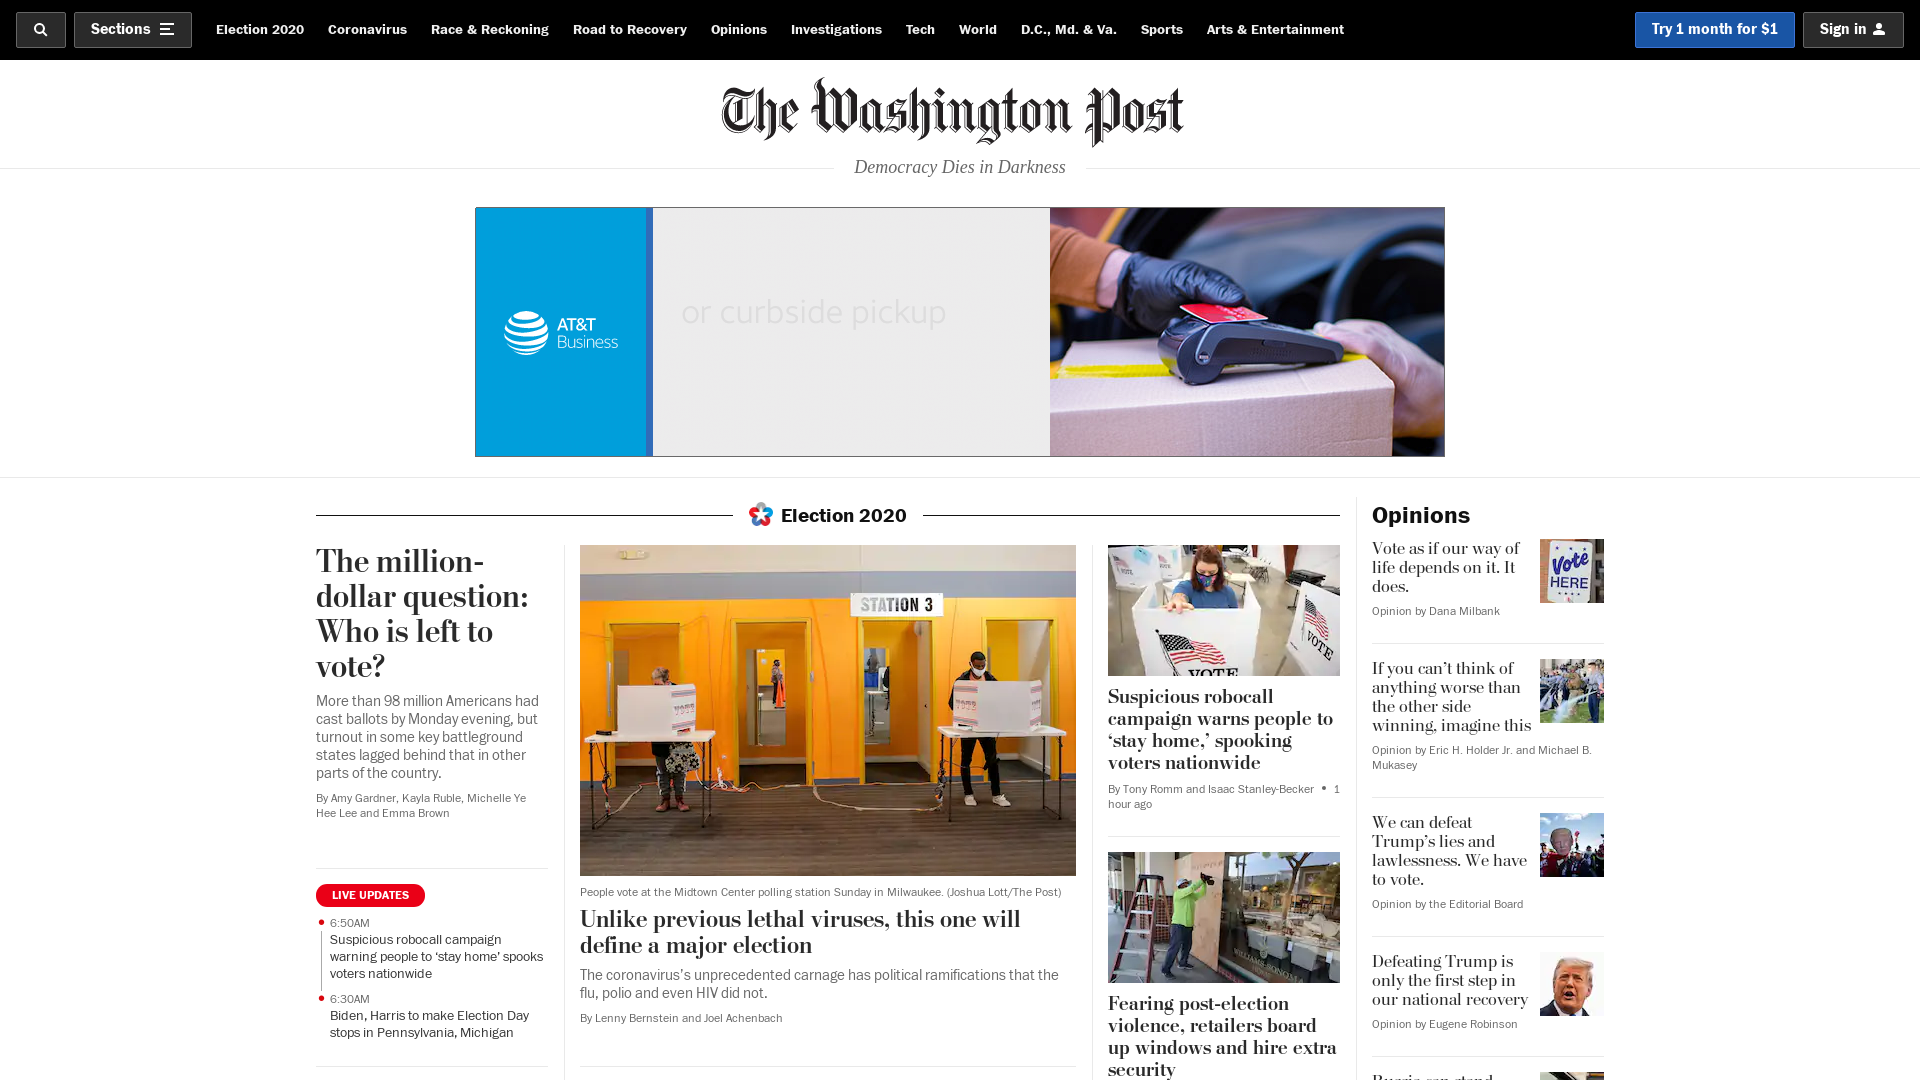 Sections
Election 2020
Coronavirus
Race & Reckoning
Road to Recovery
Opinions
Investigations
Tech
World
D.C., Md. & Va.
Sports
Arts & Entertainment
Try 1 month for $1
Sign in
The Washington Post
Democracy Dies in Darkness
AT&T
Business
or curbside pickup
Election 2020
The million-
dollar question:
Who is left to
vote?
More than 98 million Americans had
cast ballots by Monday evening, but
turnout in some key battleground
states lagged behind that in other
parts of the country.
By Amy Gardner, Kayla Ruble, Michelle Ye
Hee Lee and Emma Brown
LIVE UPDATES
6:50AM
Suspicious robocall campaign
warning people to ‘stay home’ spooks
voters nationwide
6:30AM
Biden, Harris to make Election Day
stops in Pennsylvania, Michigan
STATION 3
VOTE
VOTE
People vote at the Midtown Center polling station Sunday in Milwaukee. (Joshua Lott/The Post)
Unlike previous lethal viruses, this one will
define a major election
The coronavirus’s unprecedented carnage has political ramifications that the
flu, polio and even HIV did not.
By Lenny Bernstein and Joel Achenbach
VOTE
VOTE
Suspicious robocall
campaign warns people to
‘stay home,’ spooking
voters nationwide
By Tony Romm and Isaac Stanley-Becker • 1
hour ago
WILLIAMS-SONOMA
Fearing post-election
violence, retailers board
up windows and hire extra
security
Opinions
Vote as if our way of
life depends on it. It
does.
Opinion by Dana Milbank
Vote
HERE
If you can’t think of
anything worse than
the other side
winning, imagine this
Opinion by Eric H. Holder Jr. and Michael B.
Mukasey
We can defeat
Trump’s lies and
lawlessness. We have
to vote.
Opinion by the Editorial Board
Defeating Trump is
only the first step in
our national recovery
Opinion by Eugene Robinson